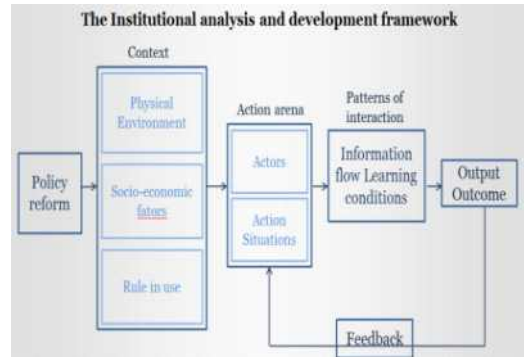 The Institutional analysis and development framework
Context
Physical
Environment
Socio-economic
fators
Rule in use
Policy
reform
Action arena
Actors
Action
Situations
Patterns of
interaction
Information
flow Learning
conditions
Output
Outcome
Feedback